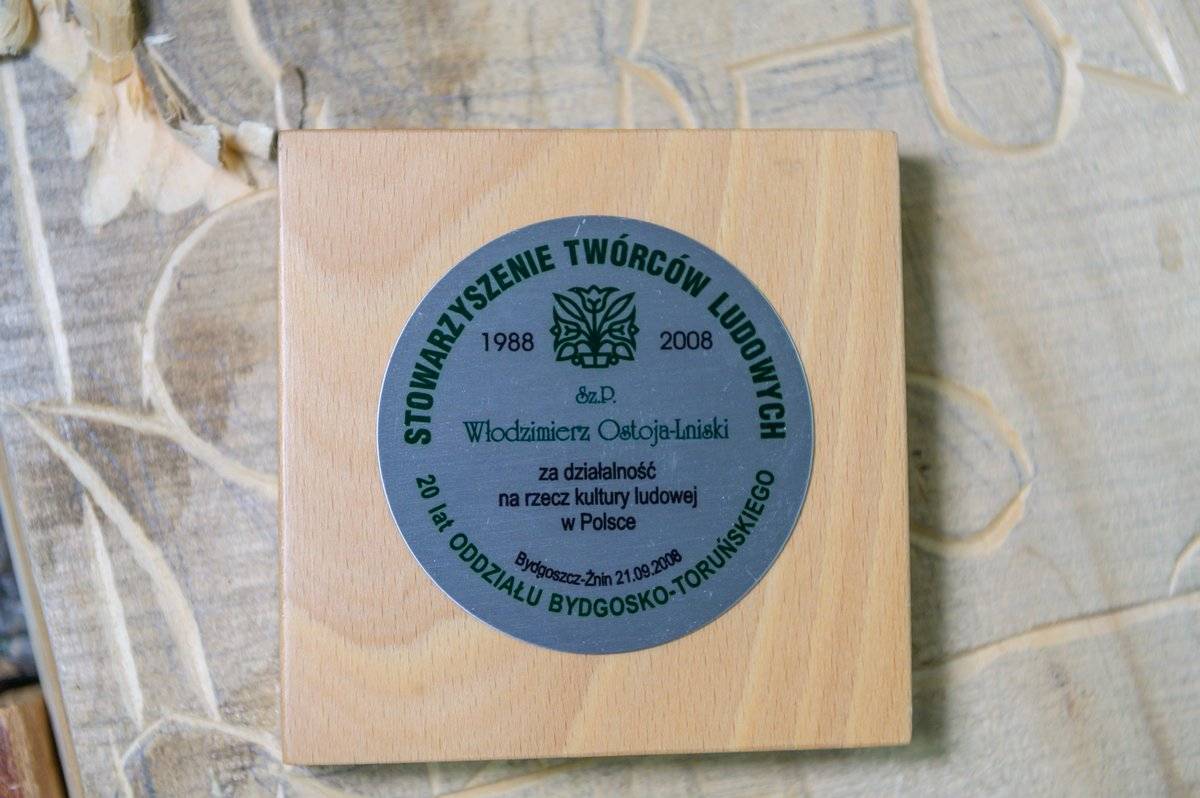 STOWARZYSZENIE TWÓRCÓW LUDOWYCH
1988 2008
Sz.P.
Włodzimierz Ostoja-Lniski
za działalność
na rzecz kultury ludowej
w Polsce
Bydgoszcz-Żnin 21.09.2008
20 lat ODDZIAŁU BYDGOSKO-TORUŃSKIEGO